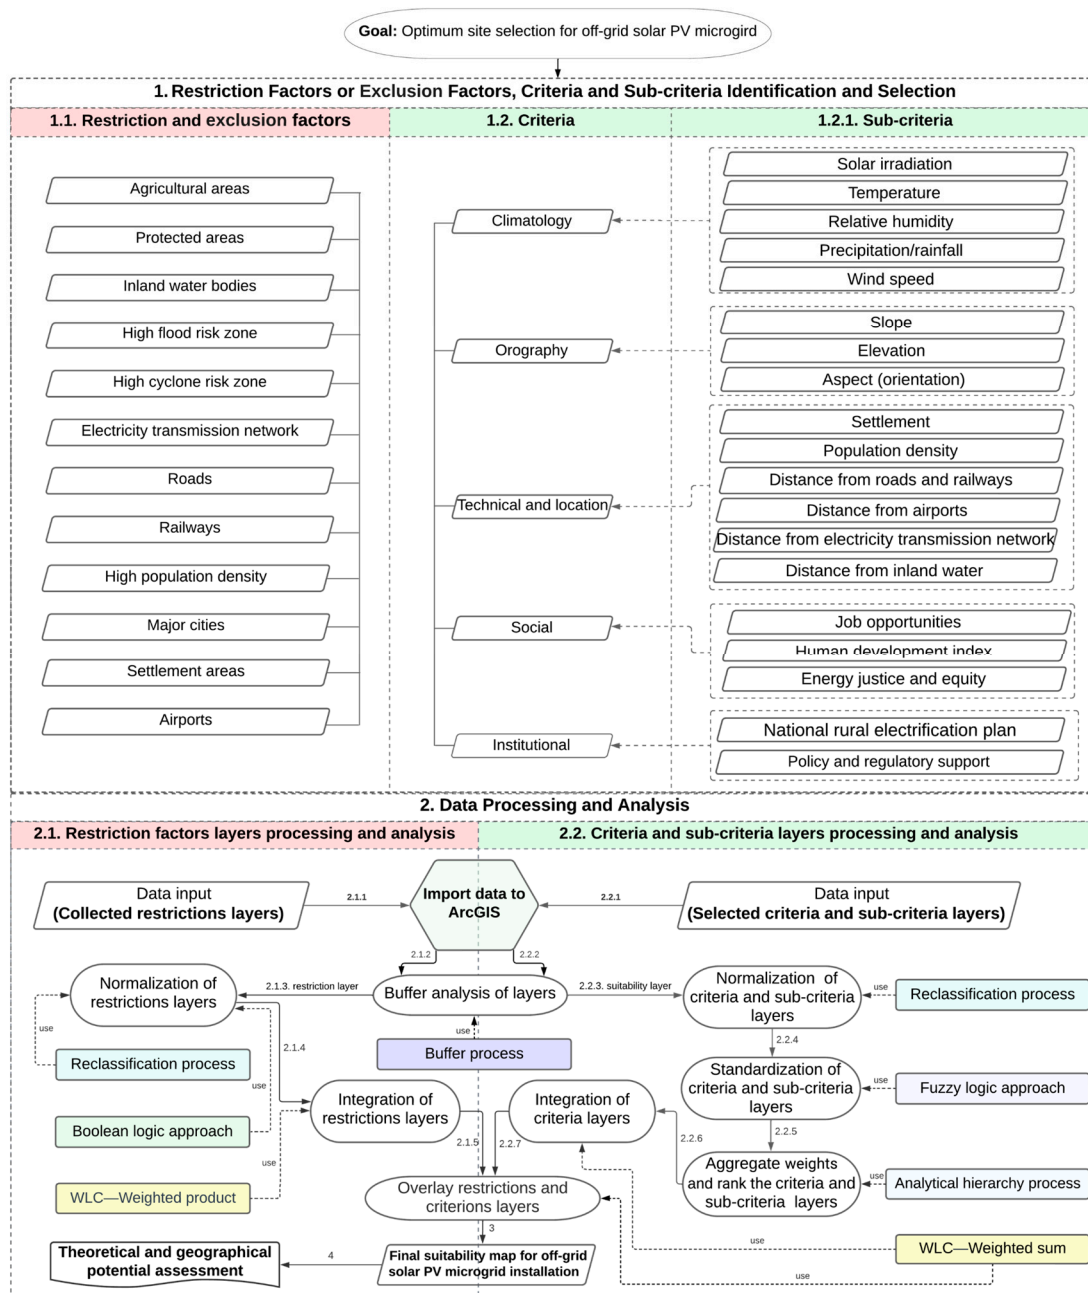 Goal: Optimum site selection for off-grid solar PV microgird
1. Restriction Factors or Exclusion Factors, Criteria and Sub-criteria Identification and Selection
1.1. Restriction and exclusion factors
1.2. Criteria
1.2.1. Sub-criteria
Agricultural areas
Protected areas
Inland water bodies
High flood risk zone
High cyclone risk zone
Electricity transmission network
Roads
Railways
High population density
Major cities
Settlement areas
Airports
Climatology
Orography
Technical and location
Social
Institutional
Solar irradiation
Temperature
Relative humidity
Precipitation/rainfall
Wind speed
Slope
Elevation
Aspect (orientation)
Settlement
Population density
Distance from roads and railways
Distance from airports
Distance from electricity transmission network
Distance from inland water
Job opportunities
Human development index
Energy justice and equity
National rural electrification plan
Policy and regulatory support
2. Data Processing and Analysis
2.1. Restriction factors layers processing and analysis
2.2. Criteria and sub-criteria layers processing and analysis
Data input
(Collected restrictions layers)
2.1.1
Import data to
ArcGIS
2.2.1
Data input
(Selected criteria and sub-criteria layers)
2.1.2
2.2.2
Normalization of
restrictions layers
2.1.3. restriction layer
Buffer analysis of layers
2.2.3. suitability layer
Normalization of
criteria and sub-criteria
layers
use
Reclassification process
use
use
Buffer process
2.1.4
Reclassification process
use
2.2.4
Standardization of
criteria and sub-criteria
layers
use
Fuzzy logic approach
Integration of
restrictions layers
Integration of
criteria layers
Boolean logic approach
2.1.5
2.2.7
2.2.6
2.2.5
use
Aggregate weights
and rank the criteria and
sub-criteria layers
use
Analytical hierarchy process
WLC—Weighted product
Overlay restrictions and
criterions layers
3
use
WLC—Weighted sum
use
Theoretical and geographical
potential assessment
4
Final suitability map for off-grid
solar PV microgrid installation